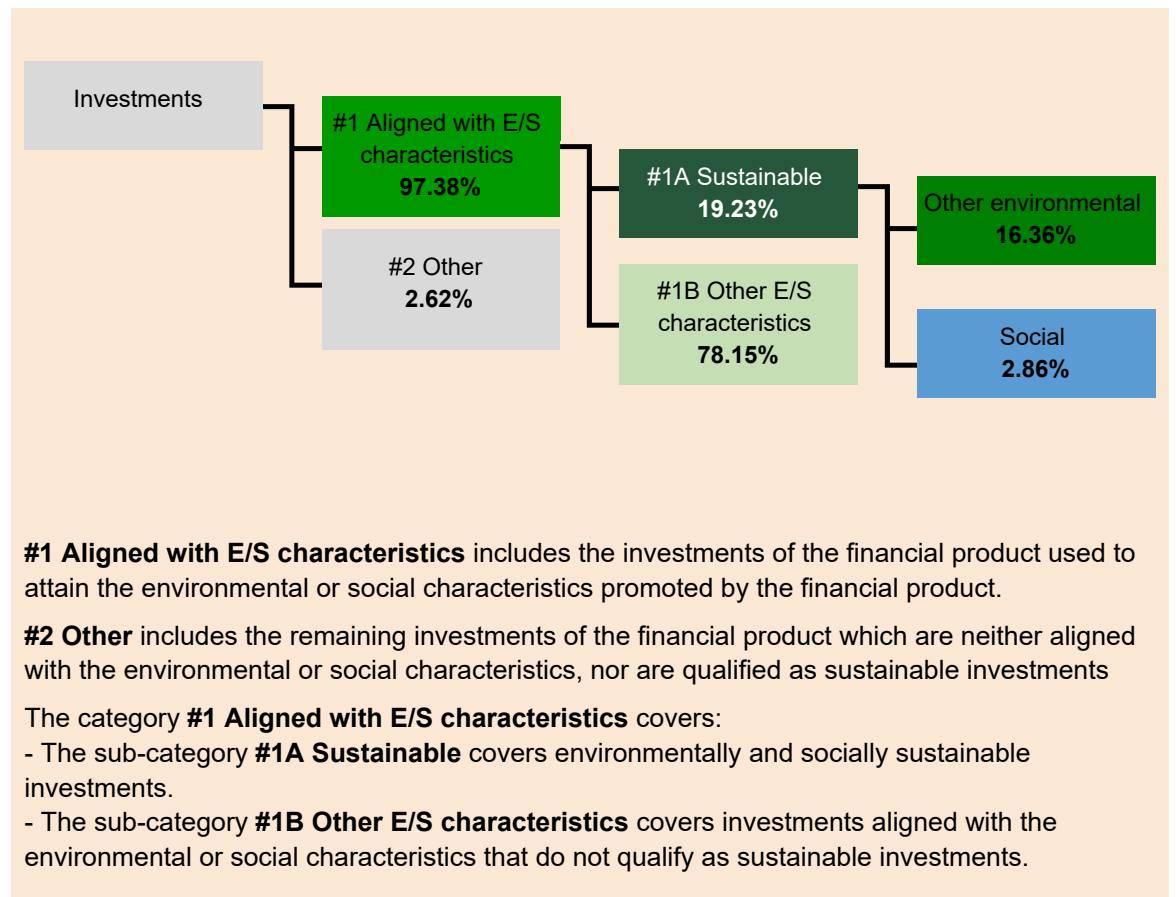 Investments
#1 Aligned with E/S
characteristics
97.38%
#2 Other
2.62%
#1A Sustainable
19.23%
#1B Other E/S
characteristics
78.15%
Other environmental
16.36%
Social
2.86%
#1 Aligned with E/S characteristics includes the investments of the financial product used to
attain the environmental or social characteristics promoted by the financial product.
#2 Other includes the remaining investments of the financial product which are neither aligned
with the environmental or social characteristics, nor are qualified as sustainable investments
The category #1 Aligned with E/S characteristics covers:
- The sub-category #1A Sustainable covers environmentally and socially sustainable
investments.
- The sub-category #1B Other E/S characteristics covers investments aligned with the
environmental or social characteristics that do not qualify as sustainable investments.